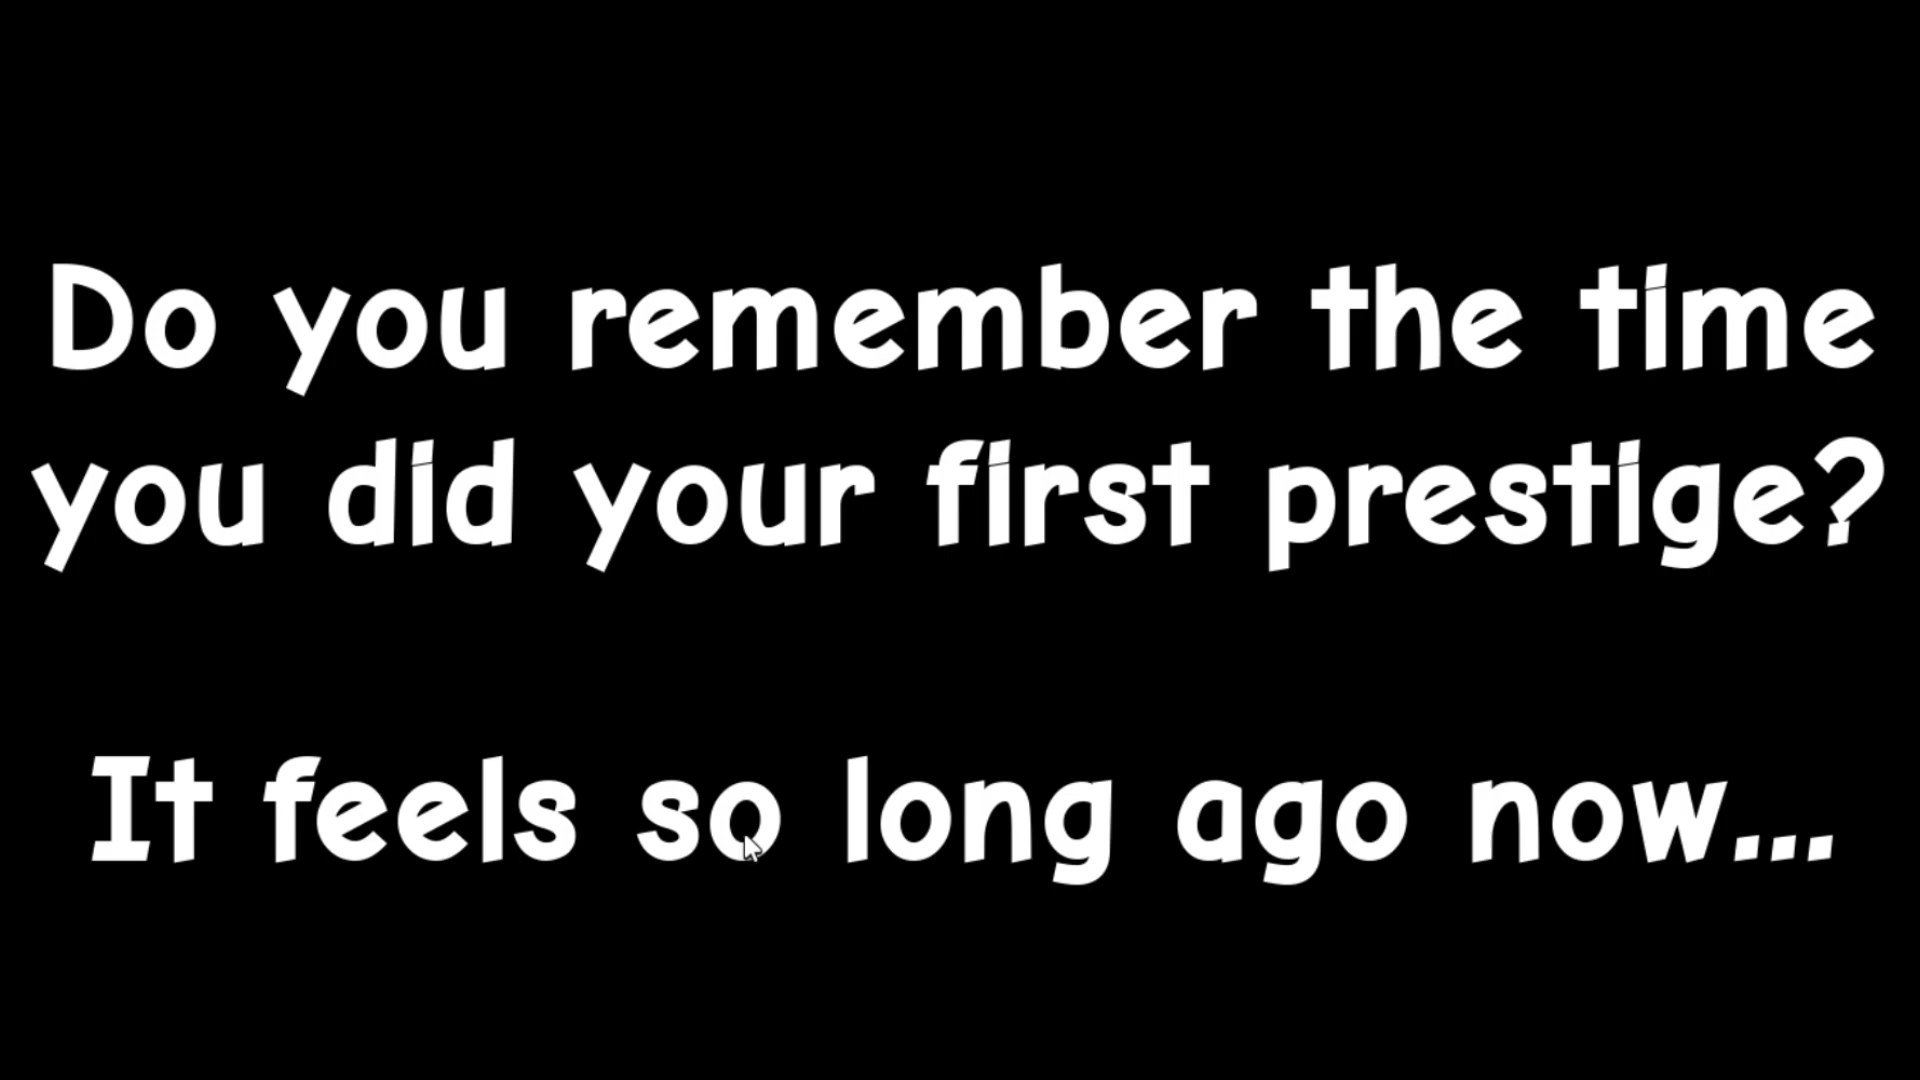 Do you remember the time
you did your first prestige?
It feels so long ago now...